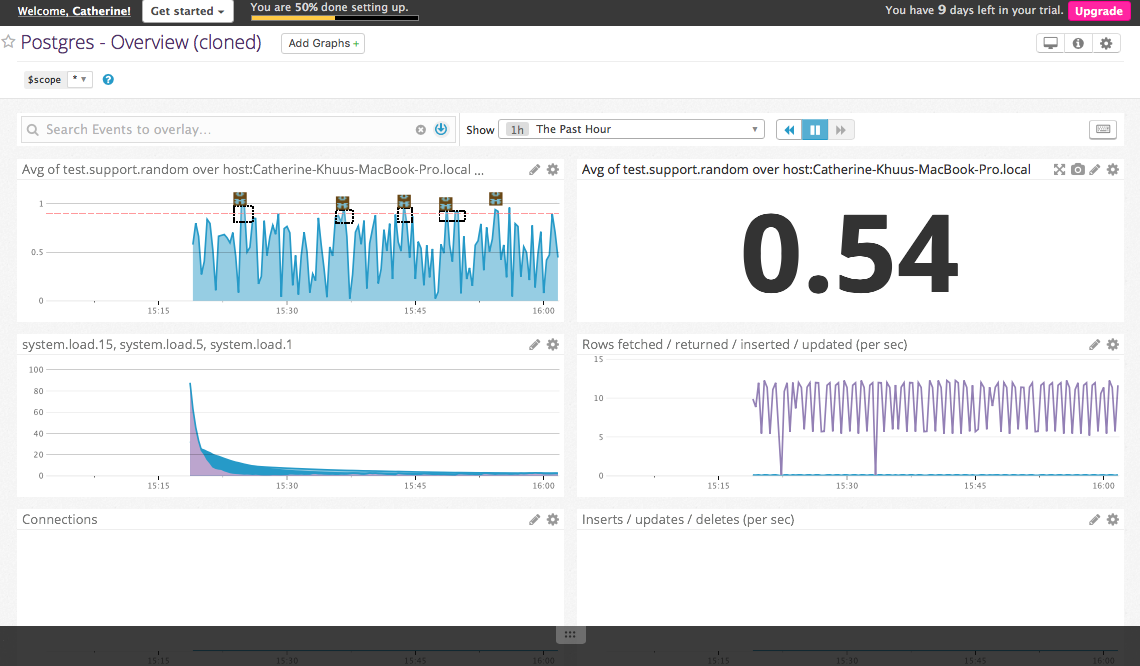 Welcome, Catherine!
Get started
You are 50% done setting up.
You have 9 days left in your trial.
Upgrade
Postgres - Overview (cloned)
Add Graphs +
$scope
*
?
Search Events to overlay...
Show
1h
The Past Hour
Avg of test.support.random over host:Catherine-Khuus-MacBook-Pro.local ...
1
0.5
0
15:15
15:30
15:45
16:00
Avg of test.support.random over host:Catherine-Khuus-MacBook-Pro.local
0.54
system.load.15, system.load.5, system.load.1
100
80
60
40
20
0
15:15
15:30
15:45
16:00
Rows fetched / returned / inserted / updated (per sec)
15
10
5
0
15:15
15:30
15:45
16:00
Connections
15:15
15:30
15:45
16:00
Inserts / updates / deletes (per sec)
15:15
15:30
15:45
16:00